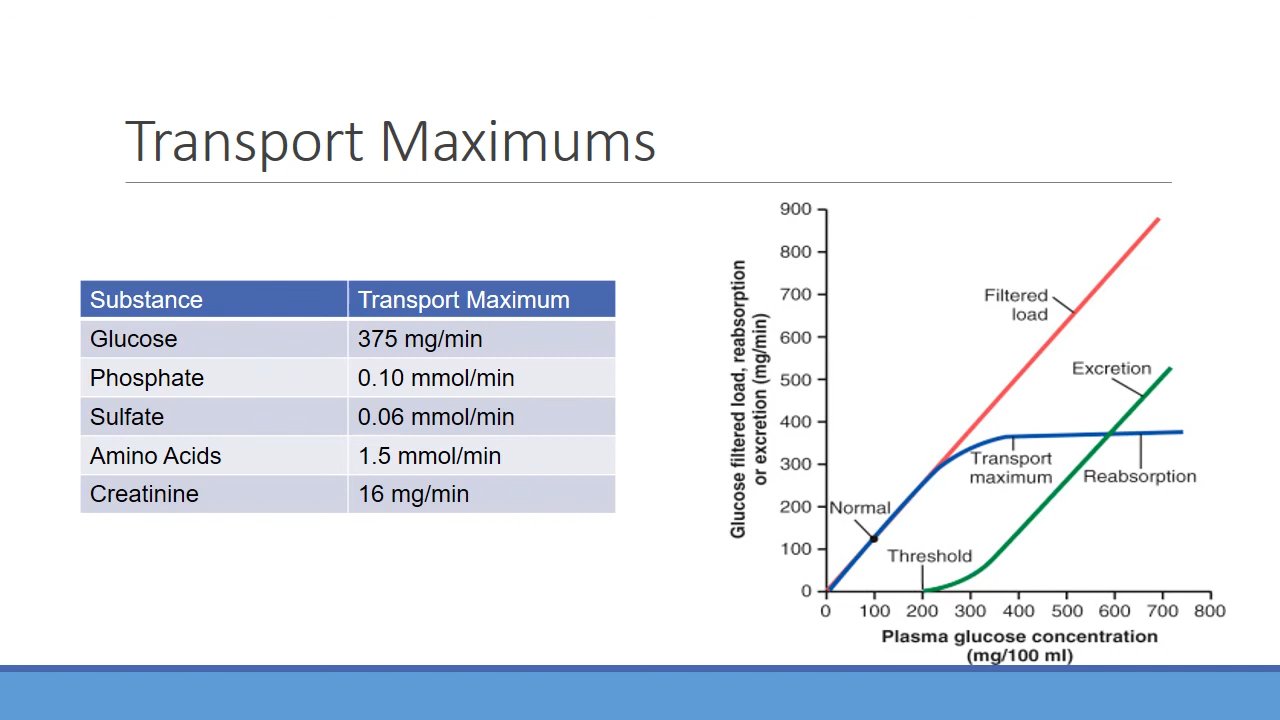 Transport Maximums
Substance Transport Maximum
Glucose 375 mg/min
Phosphate 0.10 mmol/min
Sulfate 0.06 mmol/min
Amino Acids 1.5 mmol/min
Creatinine 16 mg/min
Glucose filtered load, reabsorption
or excretion (mg/min)
900
800
700
600
500
400
300
200
100
0
Filtered
load
Excretion
Transport
maximum
Reabsorption
Normal
Threshold
0 100 200 300 400 500 600 700 800
Plasma glucose concentration
(mg/100 ml)